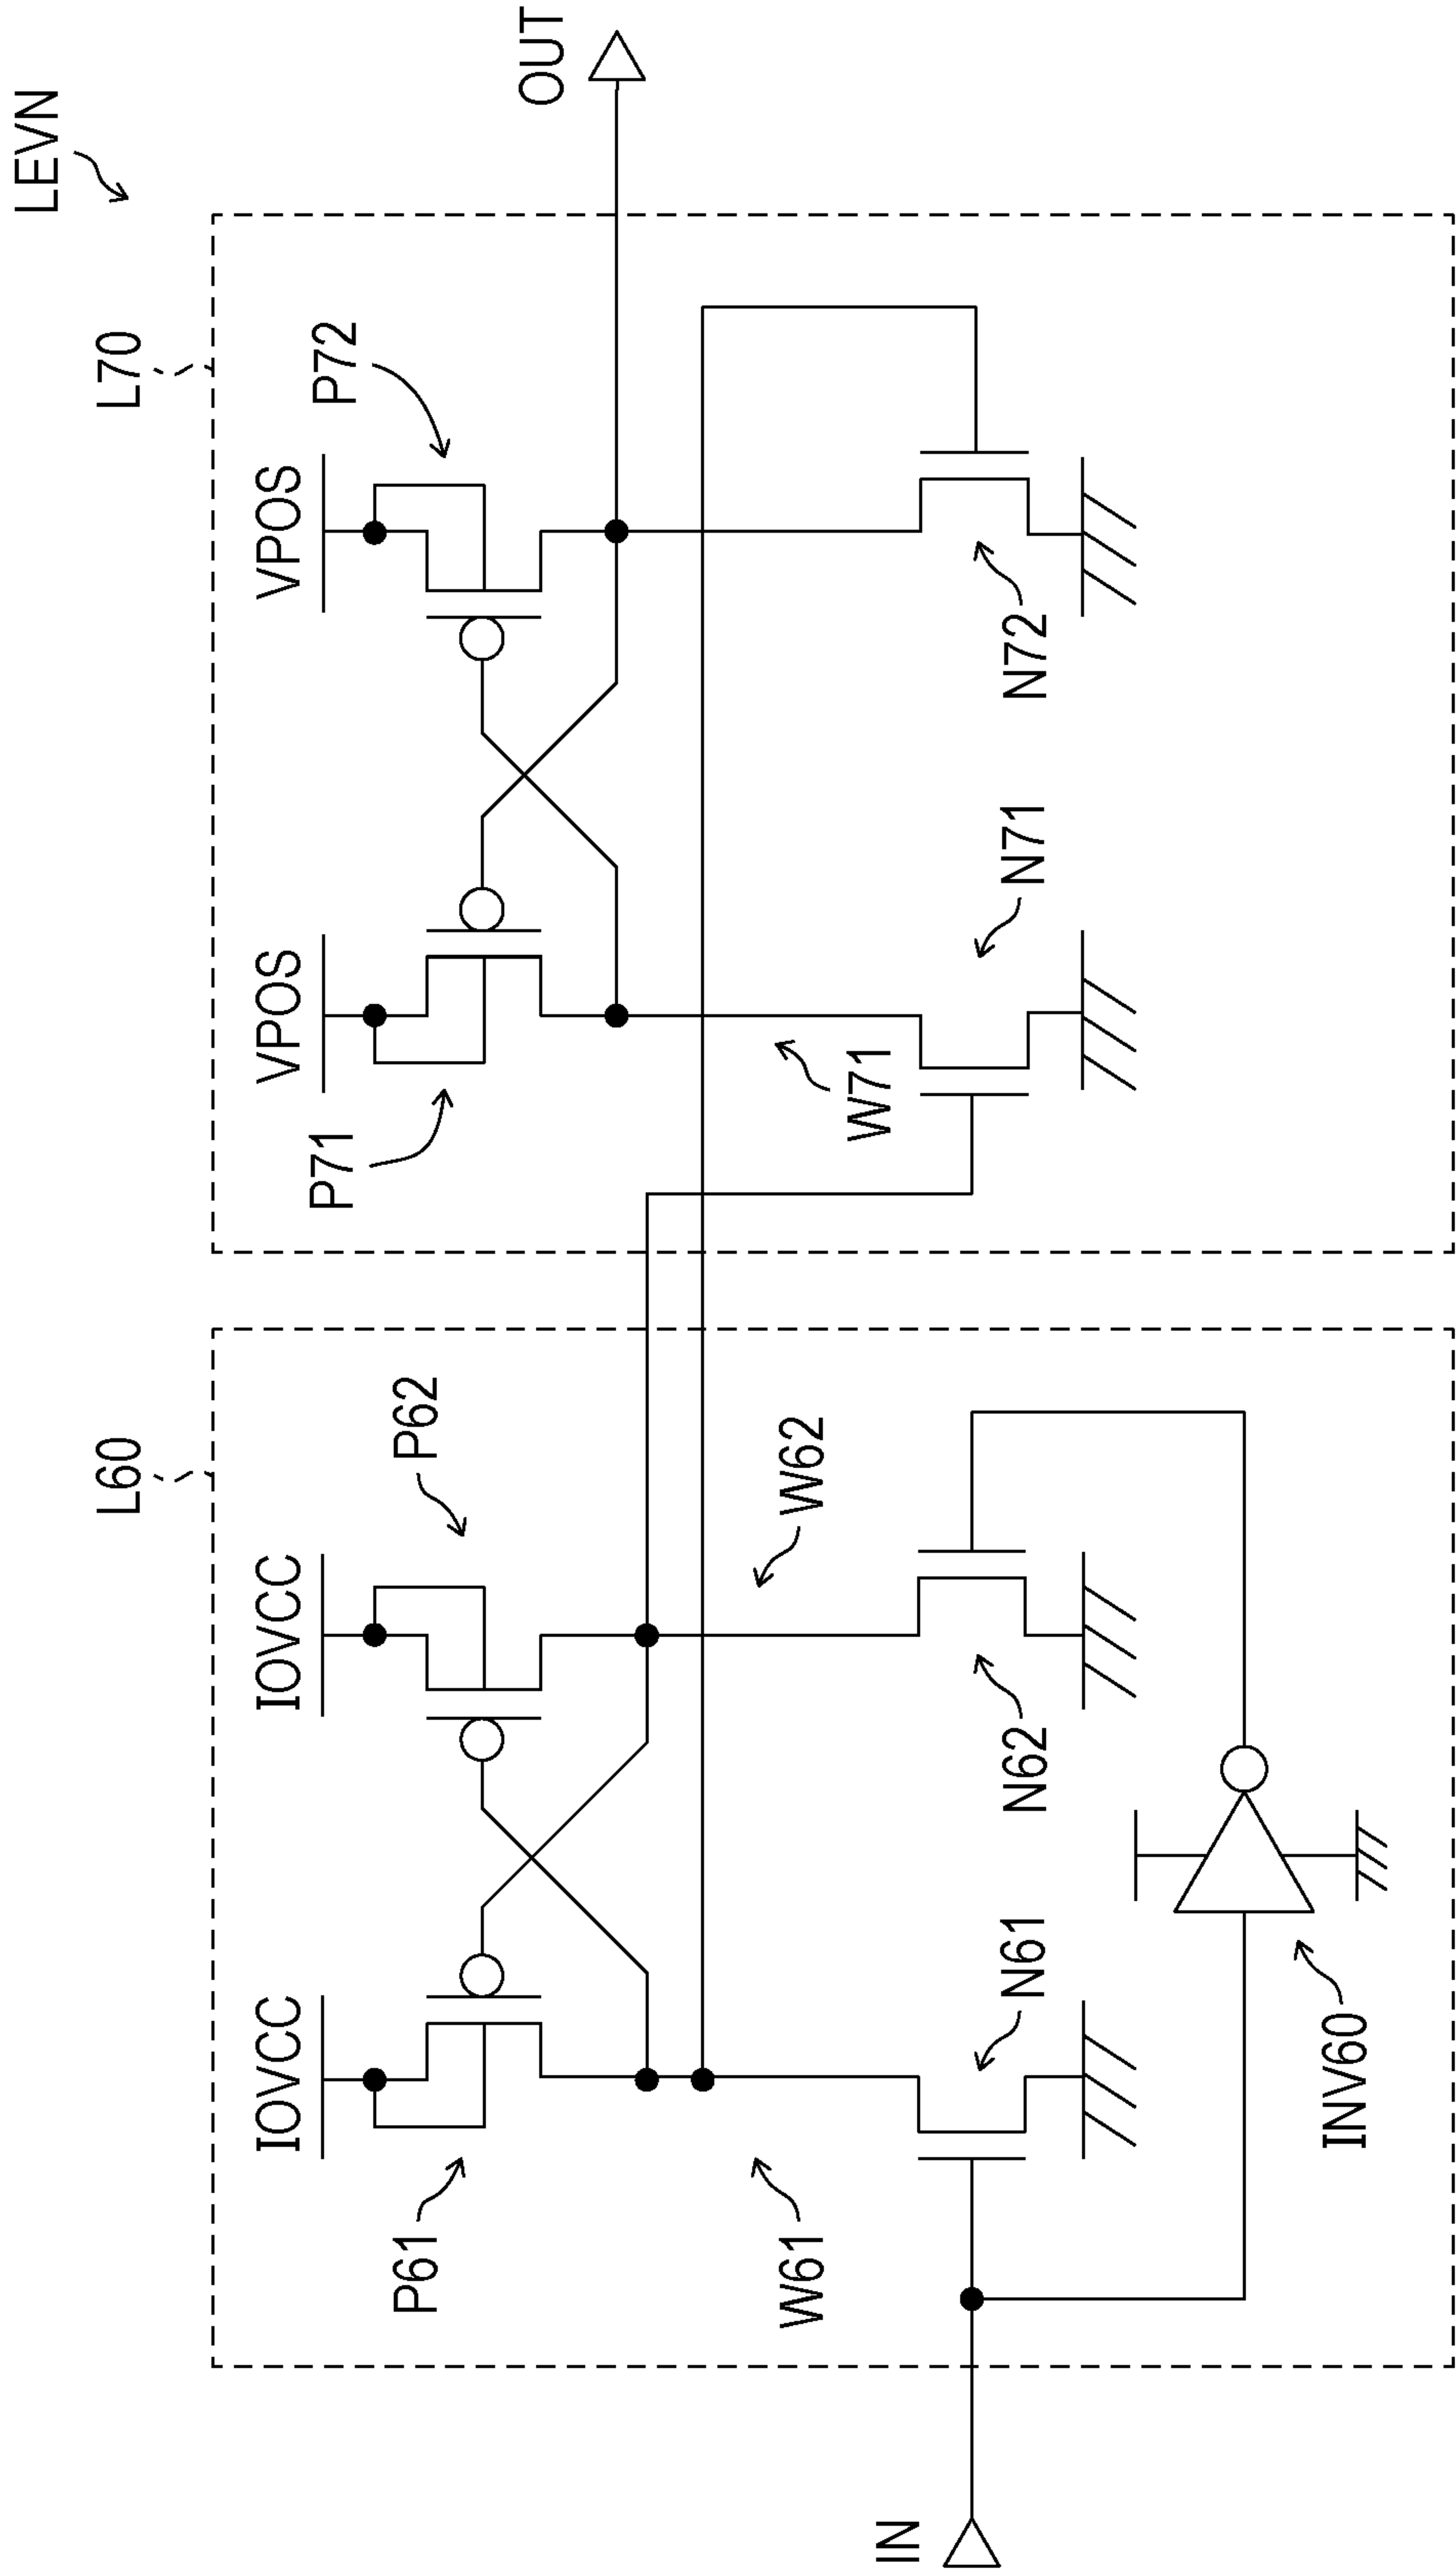 LEVN
L60
L70
IOVCC
IOVCC
VPOS
VPOS
P61
P62
P71
P72
OUT
W61
W62
W71
IN
N61
N62
N71
N72
INV60